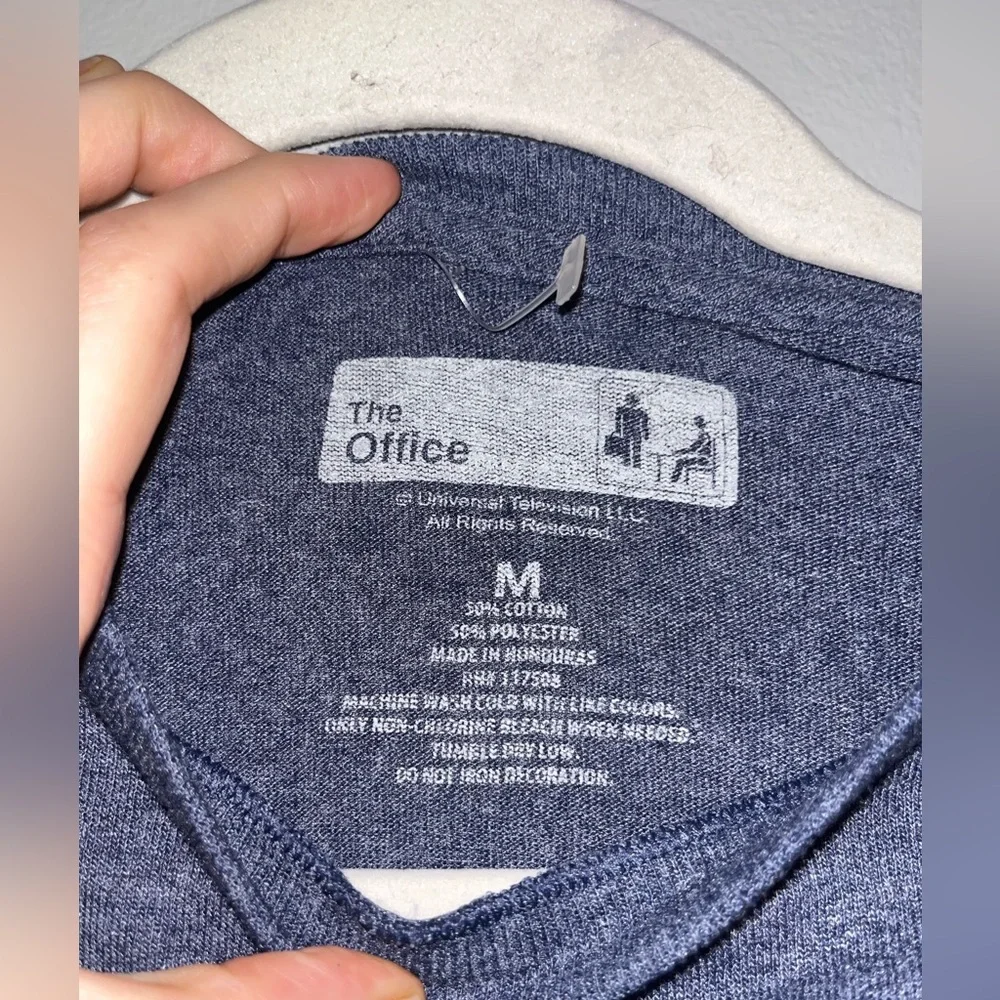 The
Office
© Universal Television LLC.
All Rights Reserved.
M
50% COTTON
50% POLYESTER
MADE IN HONDURAS
RN# 117508
MACHINE WASH COLD WITH LIKE COLORS.
ONLY NON-CHLORINE BLEACH WHEN NEEDED.
TUMBLE DRY LOW.
DO NOT IRON DECORATION.